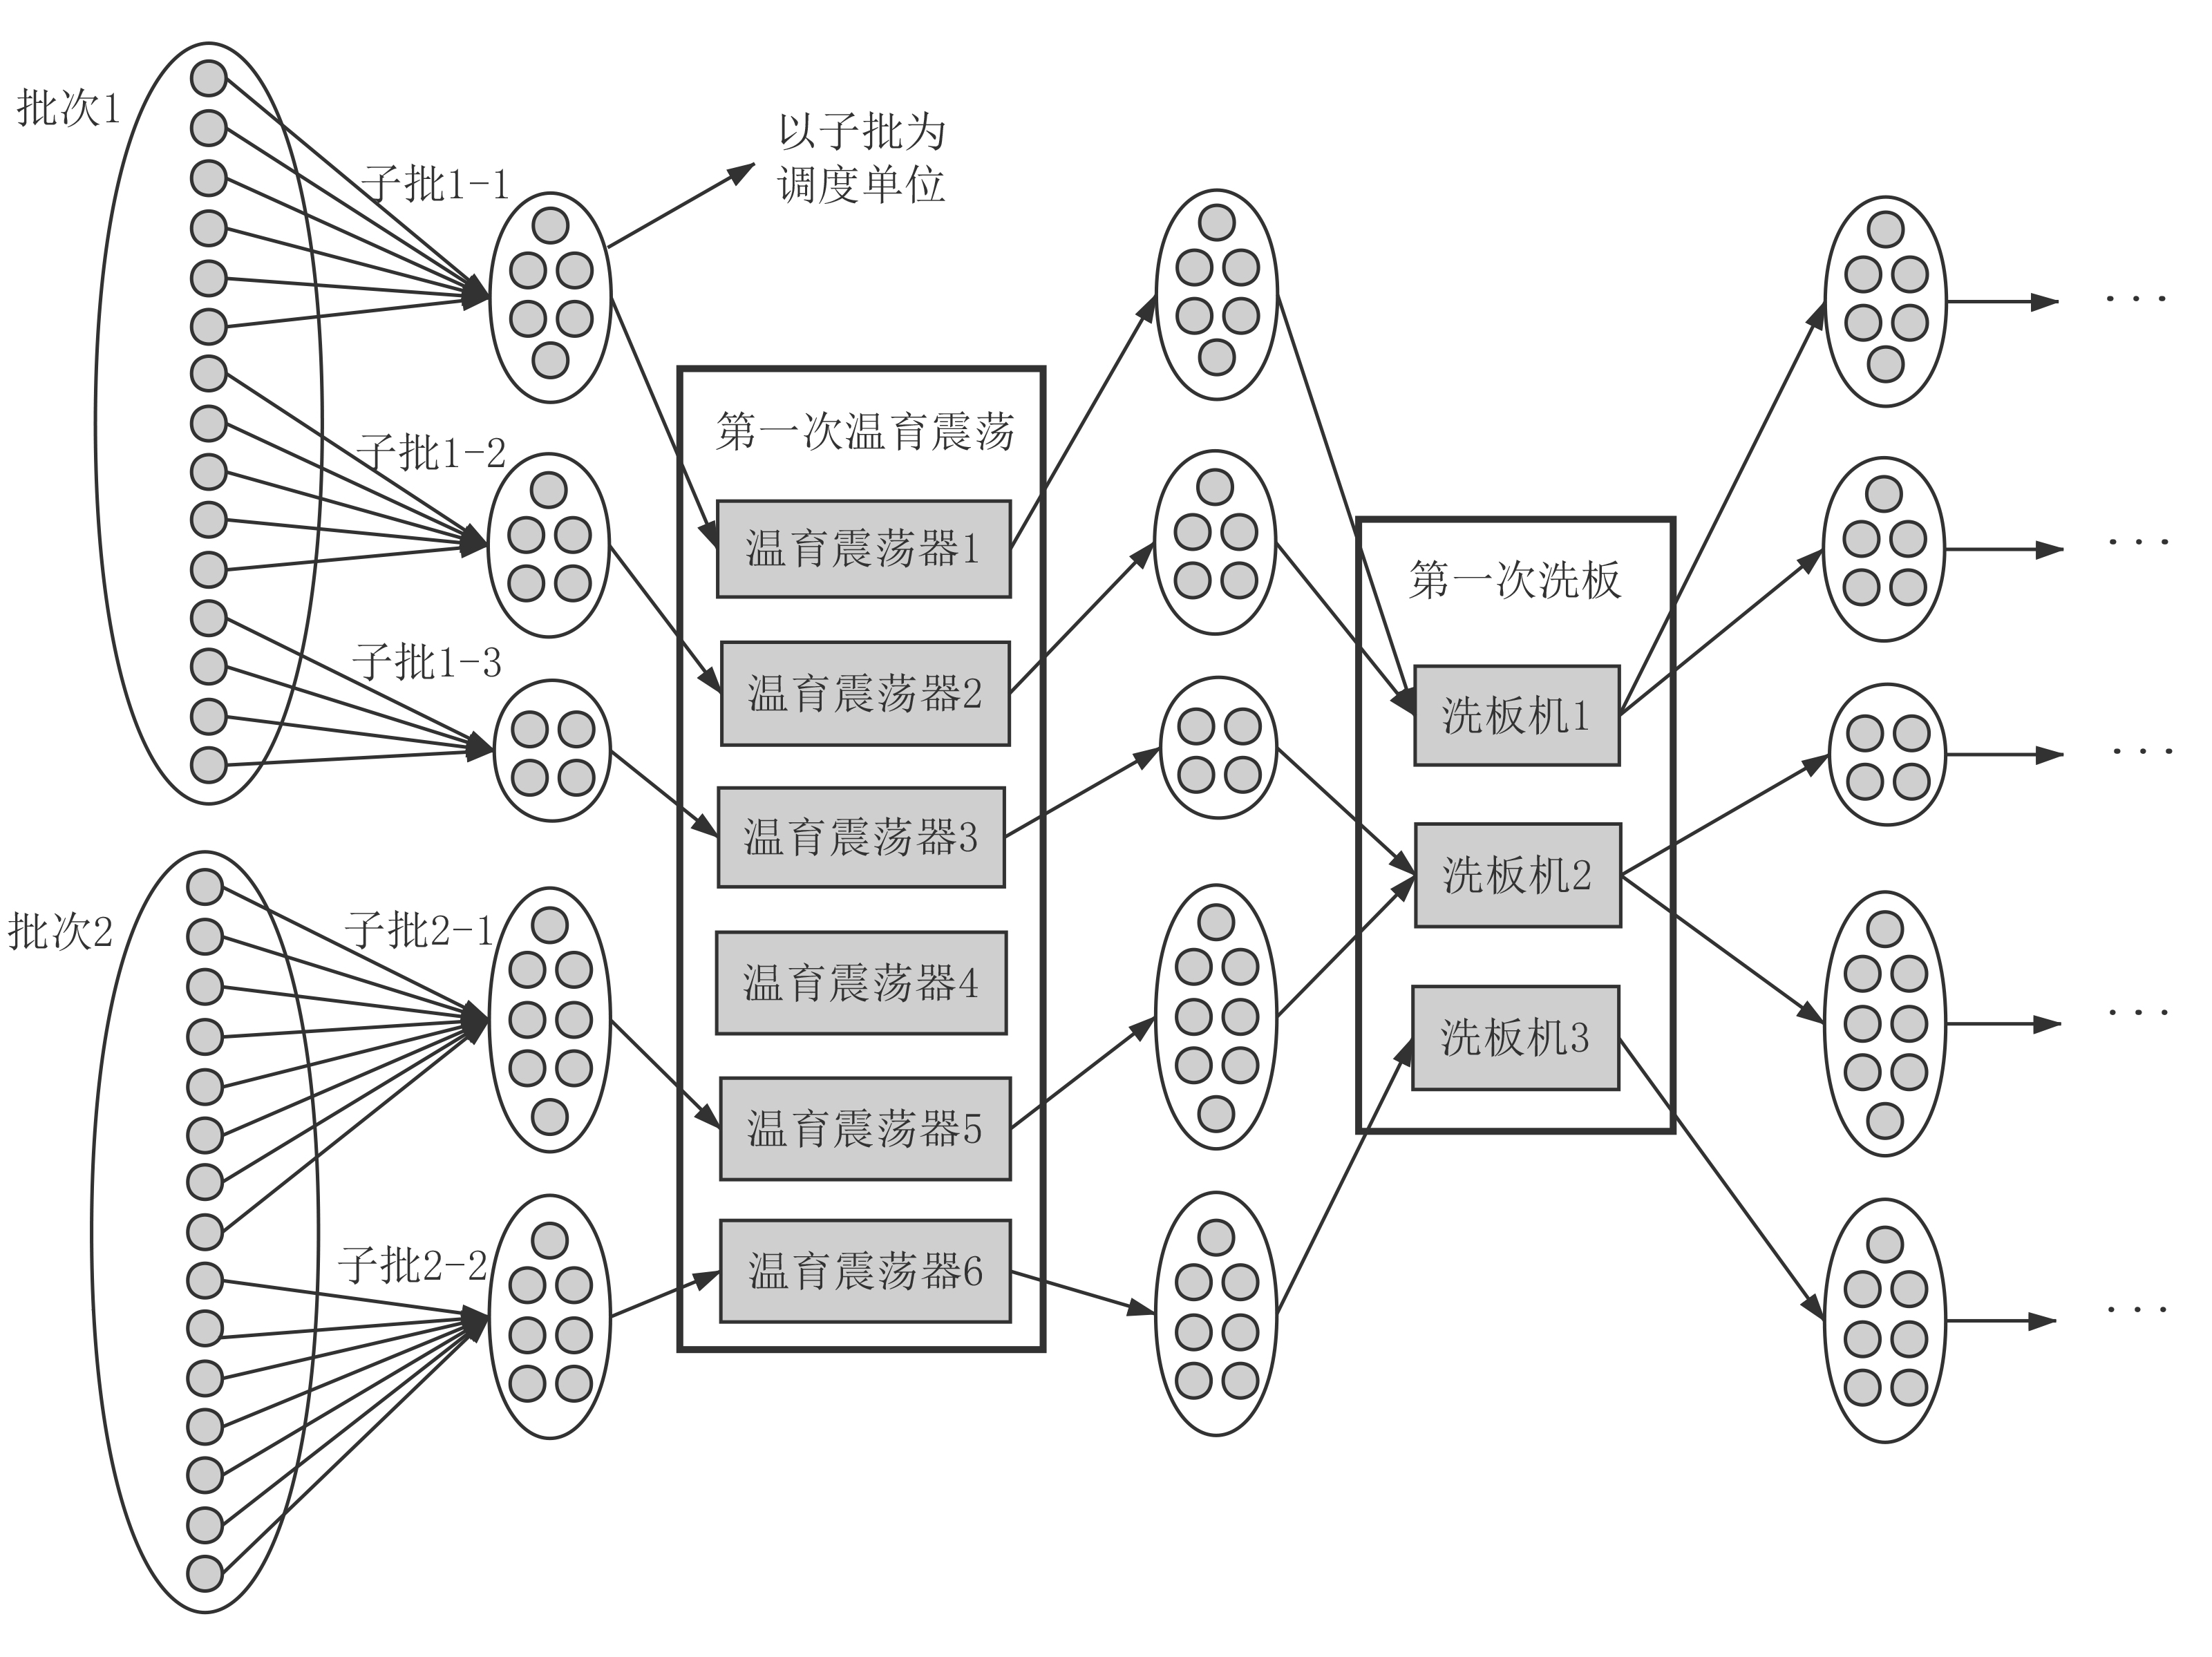 批次1
子批1-1
以子批为
调度单位
子批1-2
子批1-3
第一次温育震荡
温育震荡器1
温育震荡器2
温育震荡器3
温育震荡器4
温育震荡器5
温育震荡器6
第一次洗板
洗板机1
洗板机2
洗板机3
批次2
子批2-1
子批2-2
...
...
...
...
...